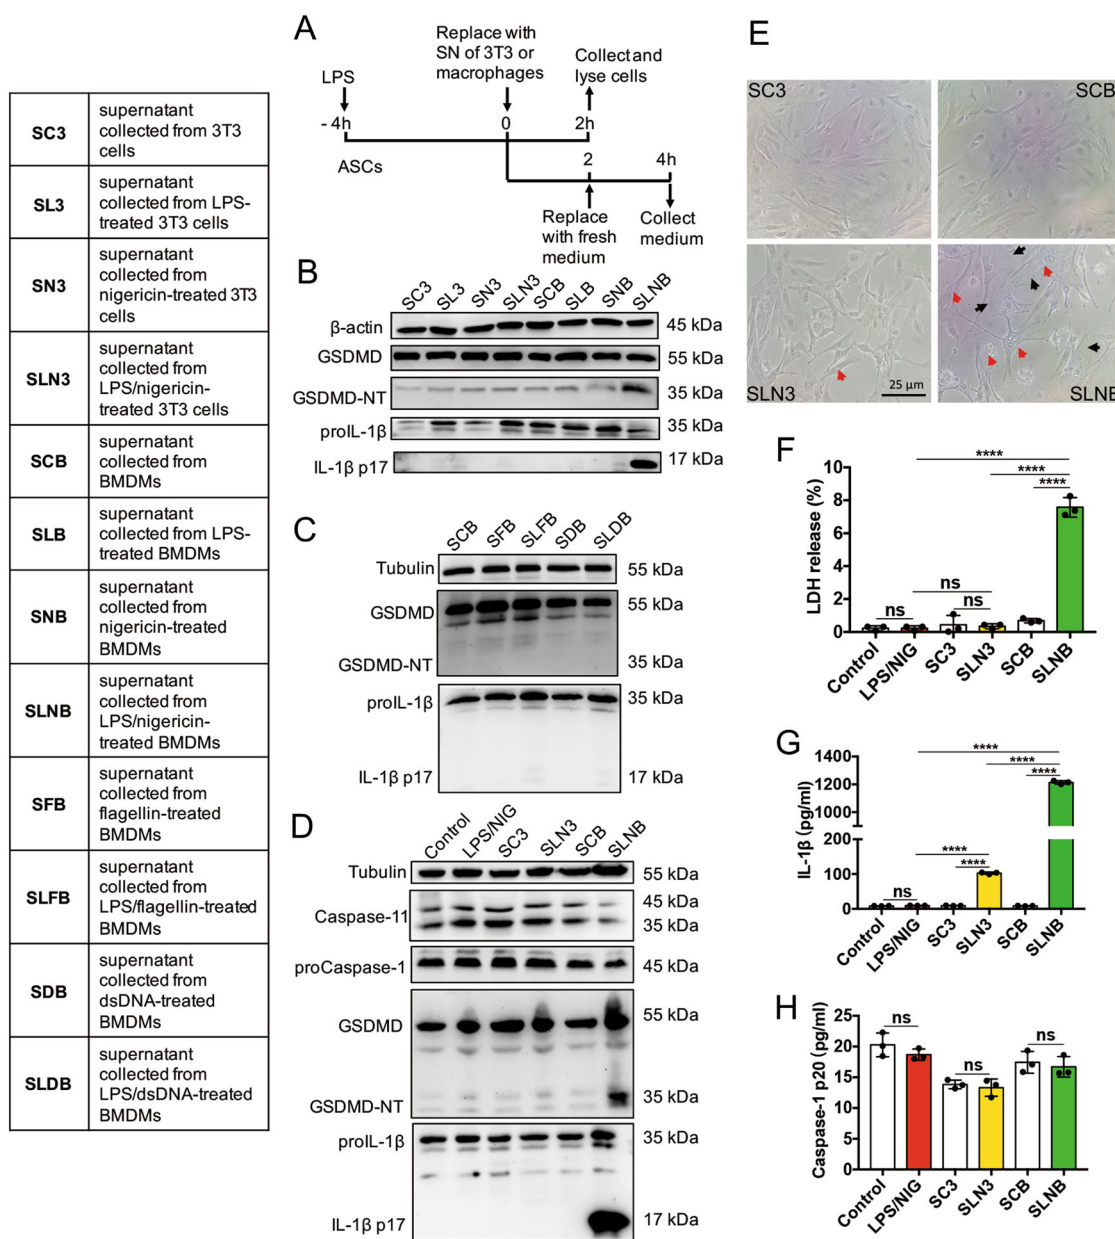 SC3
supernatant
collected from 3T3
cells
SL3
supernatant
collected from LPS-
treated 3T3 cells
SN3
supernatant
collected from
nigericin-treated 3T3
cells
SLN3
supernatant
collected from
LPS/nigericin-
treated 3T3 cells
SCB
supernatant
collected from
BMDMs
SLB
supernatant
collected from LPS-
treated BMDMs
SNB
supernatant
collected from
nigericin-treated
BMDMs
SLNB
supernatant
collected from
LPS/nigericin-
treated BMDMs
SFB
supernatant
collected from
flagellin-treated
BMDMs
SLFB
supernatant
collected from
LPS/flagellin-treated
BMDMs
SDB
supernatant
collected from
dsDNA-treated
BMDMs
SLDB
supernatant
collected from
LPS/dsDNA-treated
BMDMs
A
LPS
Replace with
SN of 3T3 or
macrophages
Collect and
lyse cells
- 4h 0 2h
ASCs
2 4h
Replace
with fresh
medium
Collect
medium
B
SC3 SL3 SN3 SLN3 SCB SLB SNB SLNB
β-actin 45 kDa
GSDMD 55 kDa
GSDMD-NT 35 kDa
proIL-1β 35 kDa
IL-1β p17 17 kDa
C
SCB SFB SLFB SDB SLDB
Tubulin 55 kDa
GSDMD 55 kDa
GSDMD-NT 35 kDa
proIL-1β 35 kDa
IL-1β p17 17 kDa
D
Control LPS/NIG SC3 SLN3 SCB SLNB
Tubulin 55 kDa
Caspase-11 45 kDa
35 kDa
proCaspase-1 45 kDa
GSDMD 55 kDa
GSDMD-NT 35 kDa
proIL-1β 35 kDa
IL-1β p17 17 kDa
E
SC3 SCB
SLN3 25 µm SLNB
F
LDH release (%)
10
8
6
4
2
0
****
****
****
ns
ns
ns
Control LPS/NIG SC3 SLN3 SCB SLNB
G
IL-1β (pg/ml)
1400
1200
1000
200
100
0
****
****
****
****
****
ns
Control LPS/NIG SC3 SLN3 SCB SLNB
H
Caspase-1 p20 (pg/ml)
25
20
15
10
5
0
ns
ns
ns
Control LPS/NIG SC3 SLN3 SCB SLNB